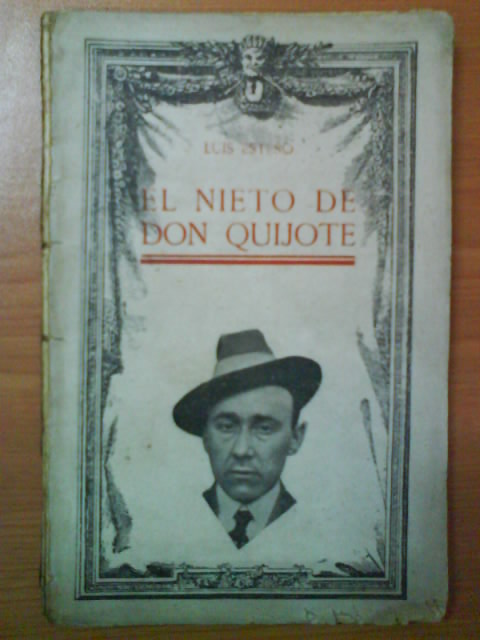 LUIS ESTESO
EL NIETO DE
DON QUIJOTE